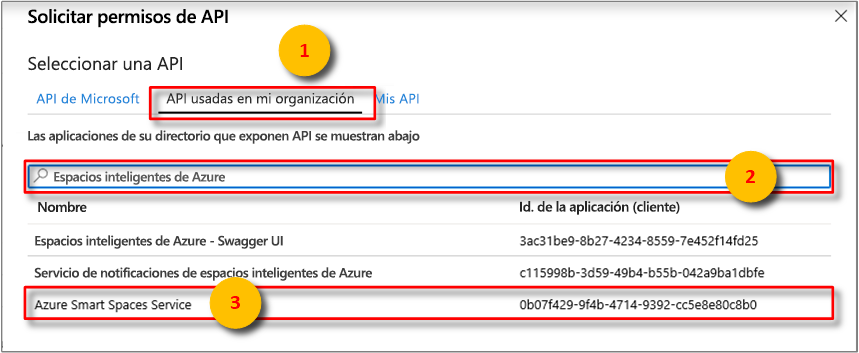 Solicitar permisos de API
1
Seleccionar una API
API de Microsoft API usadas en mi organización Mis API
Las aplicaciones de su directorio que exponen API se muestran abajo
Espacios inteligentes de Azure 2
Nombre Id. de la aplicación (cliente)
Espacios inteligentes de Azure - Swagger UI 3ac31be9-8b27-4234-8559-7e452f14fd25
Servicio de notificaciones de espacios inteligentes de Azure c115998b-3d59-49b4-b55b-042a9ba1dbfe
Azure Smart Spaces Service 3 0b07f429-9f4b-4714-9392-cc5e8e80c8b0